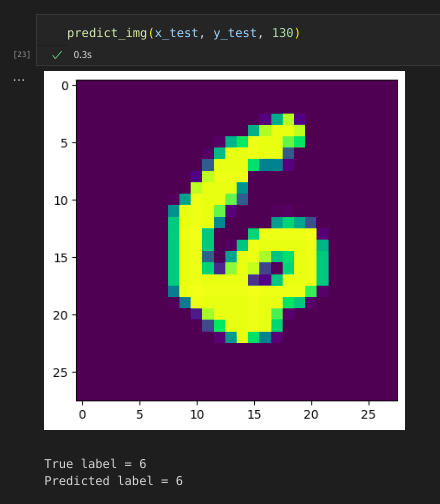 predict_img(x_test, y_test, 130)
[23] ✓ 0.3s
...
0
5
10
15
20
25
6
0 5 10 15 20 25
True label = 6
Predicted label = 6